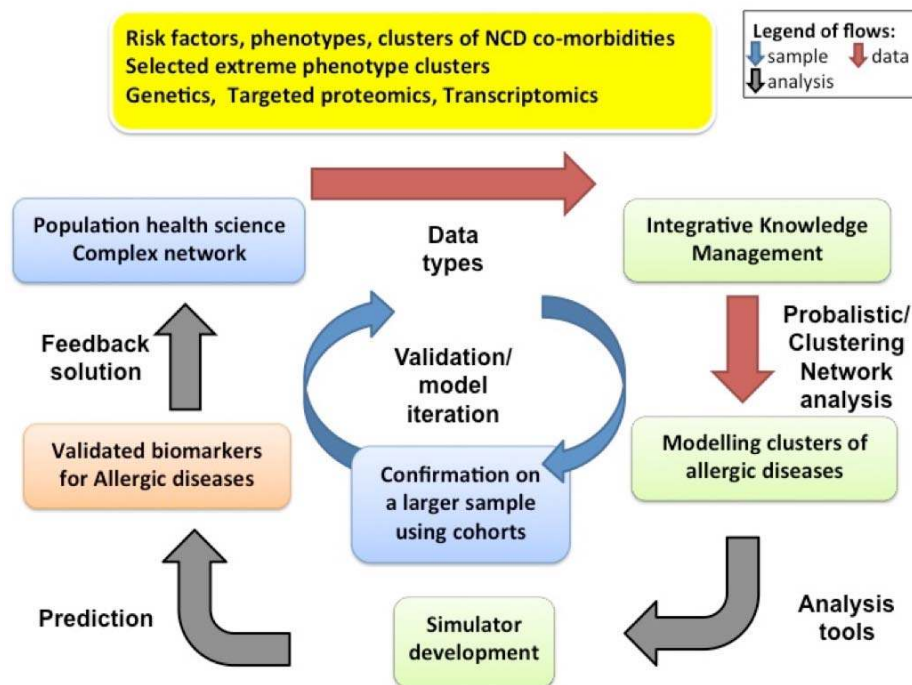 Risk factors, phenotypes, clusters of NCD co-morbidities
Selected extreme phenotype clusters
Genetics, Targeted proteomics, Transcriptomics
Legend of flows:
sample data
analysis
Population health science
Complex network
Data
types
Integrative Knowledge
Management
Feedback
solution
Validation/
model
iteration
Probalistic/
Clustering
Network
analysis
Validated biomarkers
for Allergic diseases
Confirmation on
a larger sample
using cohorts
Modelling clusters of
allergic diseases
Prediction
Simulator
development
Analysis
tools